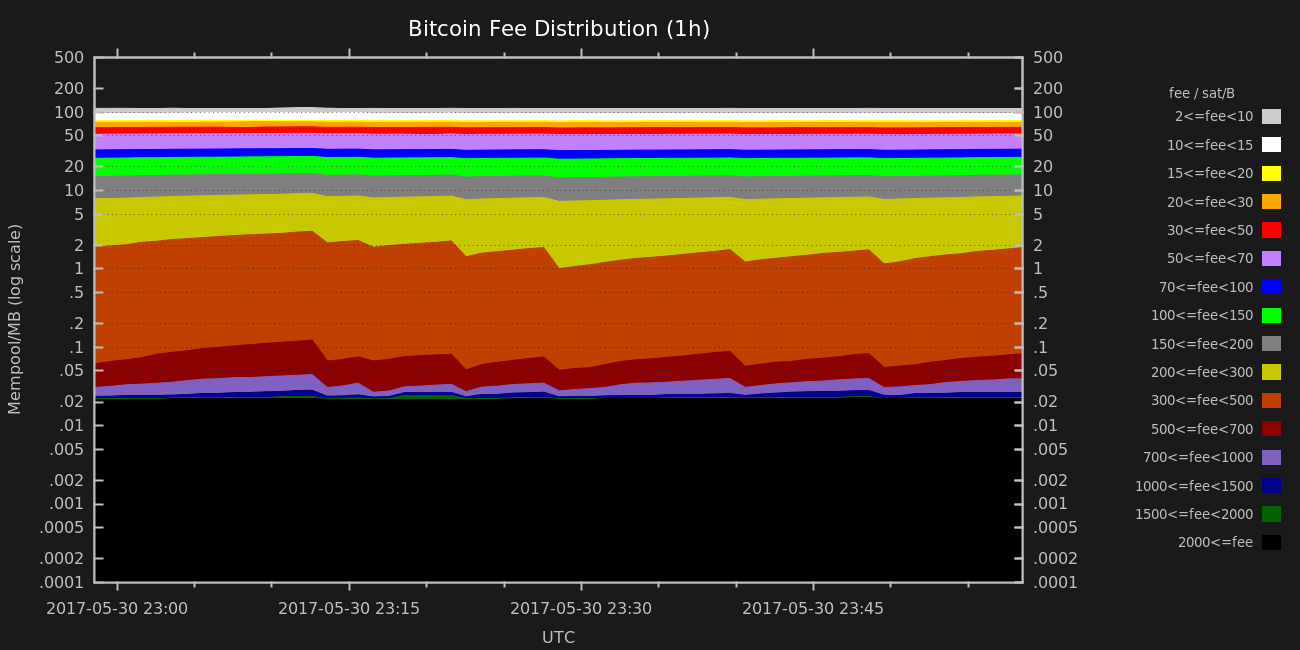 Bitcoin Fee Distribution (1h)
Mempool/MB (log scale)
500
200
100
50
20
10
5
2
1
.5
.2
.1
.05
.02
.01
.005
.002
.001
.0005
.0002
.0001
500
200
100
50
20
10
5
2
1
.5
.2
.1
.05
.02
.01
.005
.002
.001
.0005
.0002
.0001
2017-05-30 23:00 2017-05-30 23:15 2017-05-30 23:30 2017-05-30 23:45
UTC
fee / sat/B
2<=fee<10
10<=fee<15
15<=fee<20
20<=fee<30
30<=fee<50
50<=fee<70
70<=fee<100
100<=fee<150
150<=fee<200
200<=fee<300
300<=fee<500
500<=fee<700
700<=fee<1000
1000<=fee<1500
1500<=fee<2000
2000<=fee